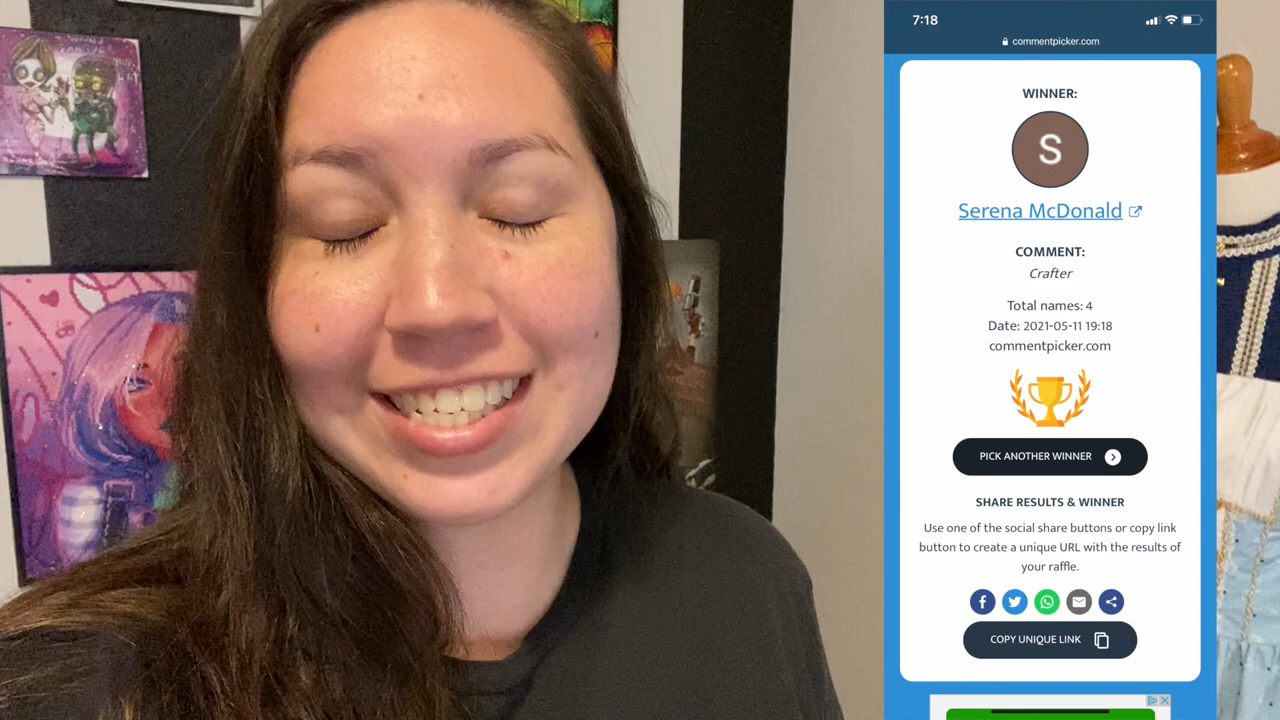 7:18
commentpicker.com
WINNER:
S
Serena McDonald
COMMENT:
Crafter
Total names: 4
Date: 2021-05-11 19:18
commentpicker.com
PICK ANOTHER WINNER
SHARE RESULTS & WINNER
Use one of the social share buttons or copy link
button to create a unique URL with the results of
your raffle.
COPY UNIQUE LINK